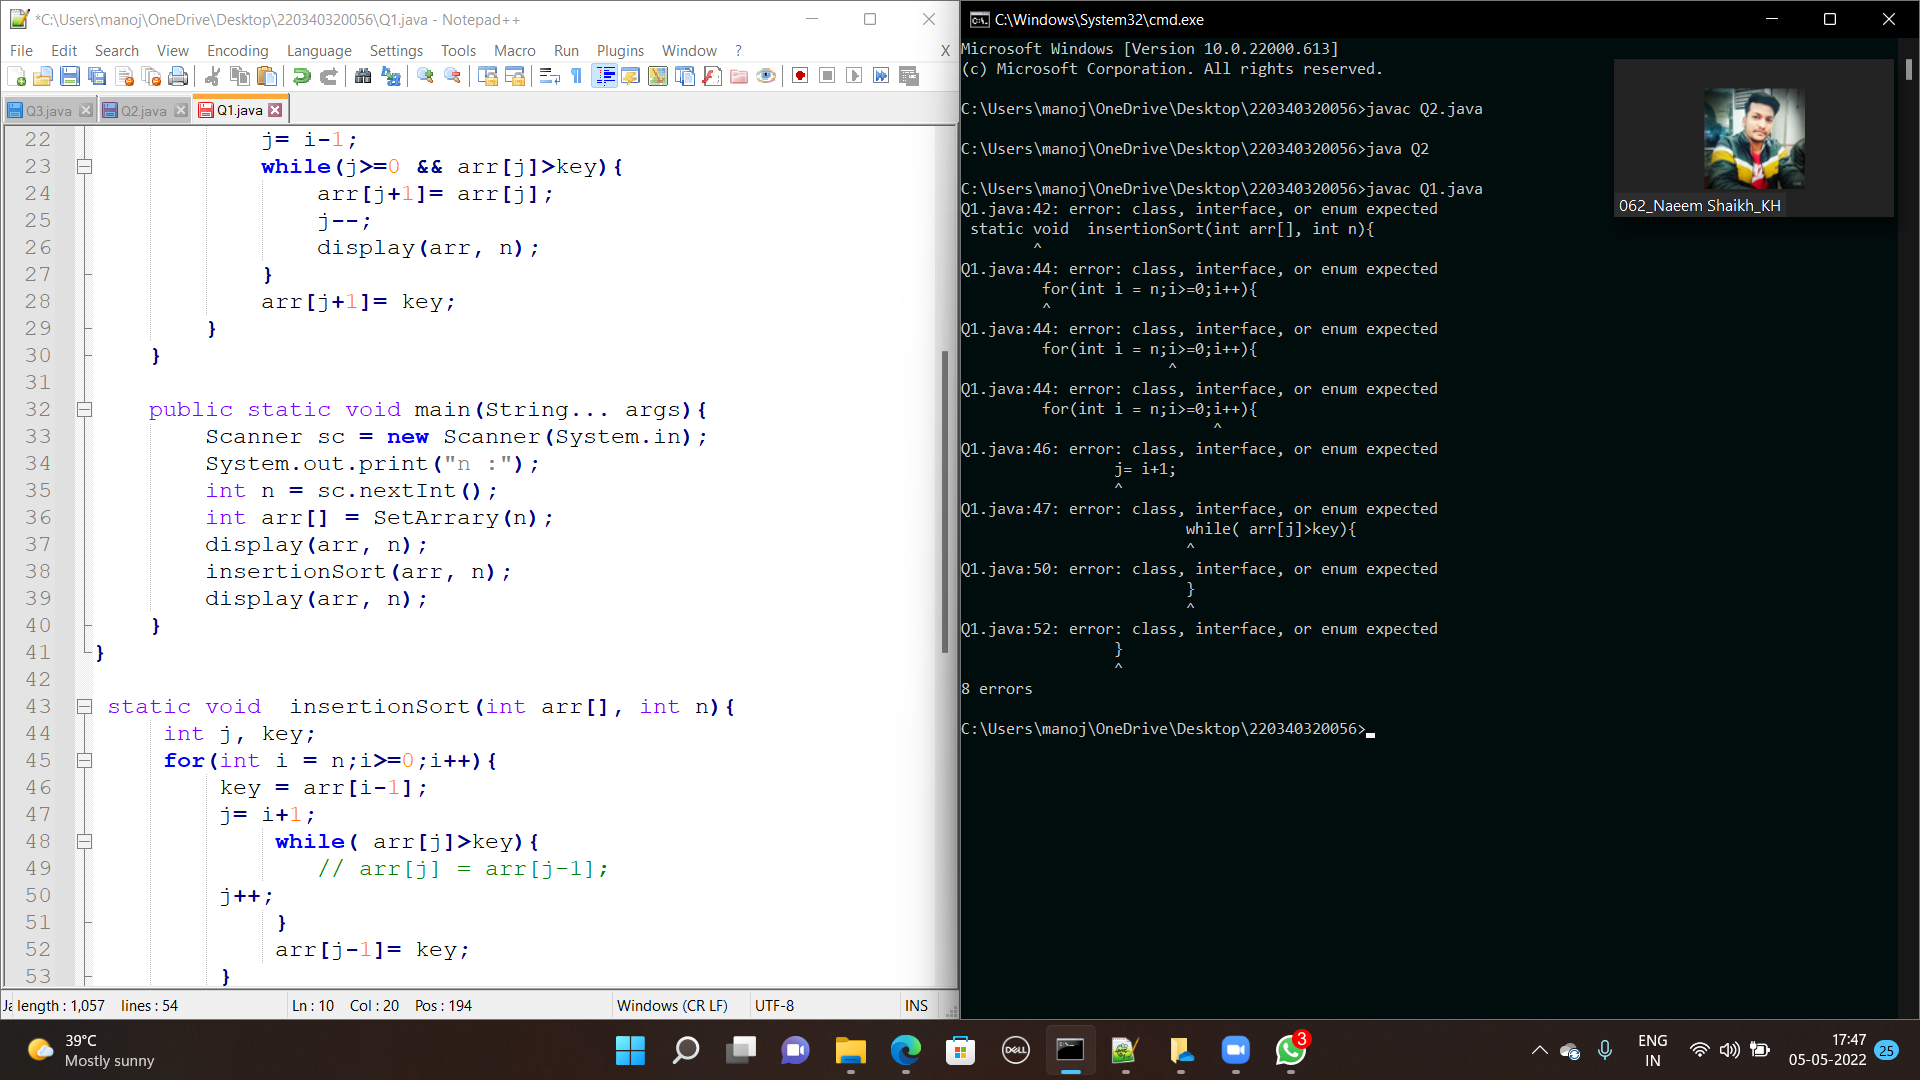 *C:\Users\manoj\OneDrive\Desktop\220340320056\Q1.java - Notepad++
File Edit Search View Encoding Language Settings Tools Macro Run Plugins Window ? X
Q3.java Q2.java Q1.java
22 j= i-1;
23 while(j>=0 && arr[j]>key){
24 arr[j+1]= arr[j];
25 j--;
26 display(arr, n);
27 }
28 arr[j+1]= key;
29 }
30 }
31
32 public static void main(String... args){
33 Scanner sc = new Scanner(System.in);
34 System.out.print("n :");
35 int n = sc.nextInt();
36 int arr[] = SetArrary(n);
37 display(arr, n);
38 insertionSort(arr, n);
39 display(arr, n);
40 }
41 }
42
43 static void  insertionSort(int arr[], int n){
44 int j, key;
45 for(int i = n;i>=0;i++){
46 key = arr[i-1];
47 j= i+1;
48 while( arr[j]>key){
49 // arr[j] = arr[j-1];
50 j++;
51 }
52 arr[j-1]= key;
53 }
length : 1,057 lines : 54 Ln : 10 Col : 20 Pos : 194 Windows (CR LF) UTF-8 INS
C:\Windows\System32\cmd.exe
Microsoft Windows [Version 10.0.22000.613]
(c) Microsoft Corporation. All rights reserved.
C:\Users\manoj\OneDrive\Desktop\220340320056>javac Q2.java
C:\Users\manoj\OneDrive\Desktop\220340320056>java Q2
C:\Users\manoj\OneDrive\Desktop\220340320056>javac Q1.java
Q1.java:42: error: class, interface, or enum expected
static void  insertionSort(int arr[], int n){
^
Q1.java:44: error: class, interface, or enum expected
for(int i = n;i>=0;i++){
^
Q1.java:44: error: class, interface, or enum expected
for(int i = n;i>=0;i++){
^
Q1.java:44: error: class, interface, or enum expected
for(int i = n;i>=0;i++){
^
Q1.java:46: error: class, interface, or enum expected
j= i+1;
^
Q1.java:47: error: class, interface, or enum expected
while( arr[j]>key){
^
Q1.java:50: error: class, interface, or enum expected
}
^
Q1.java:52: error: class, interface, or enum expected
}
^
8 errors
C:\Users\manoj\OneDrive\Desktop\220340320056>
062_Naeem Shaikh_KH
39°C
Mostly sunny
DELL
3
ENG
IN
17:47
05-05-2022
25